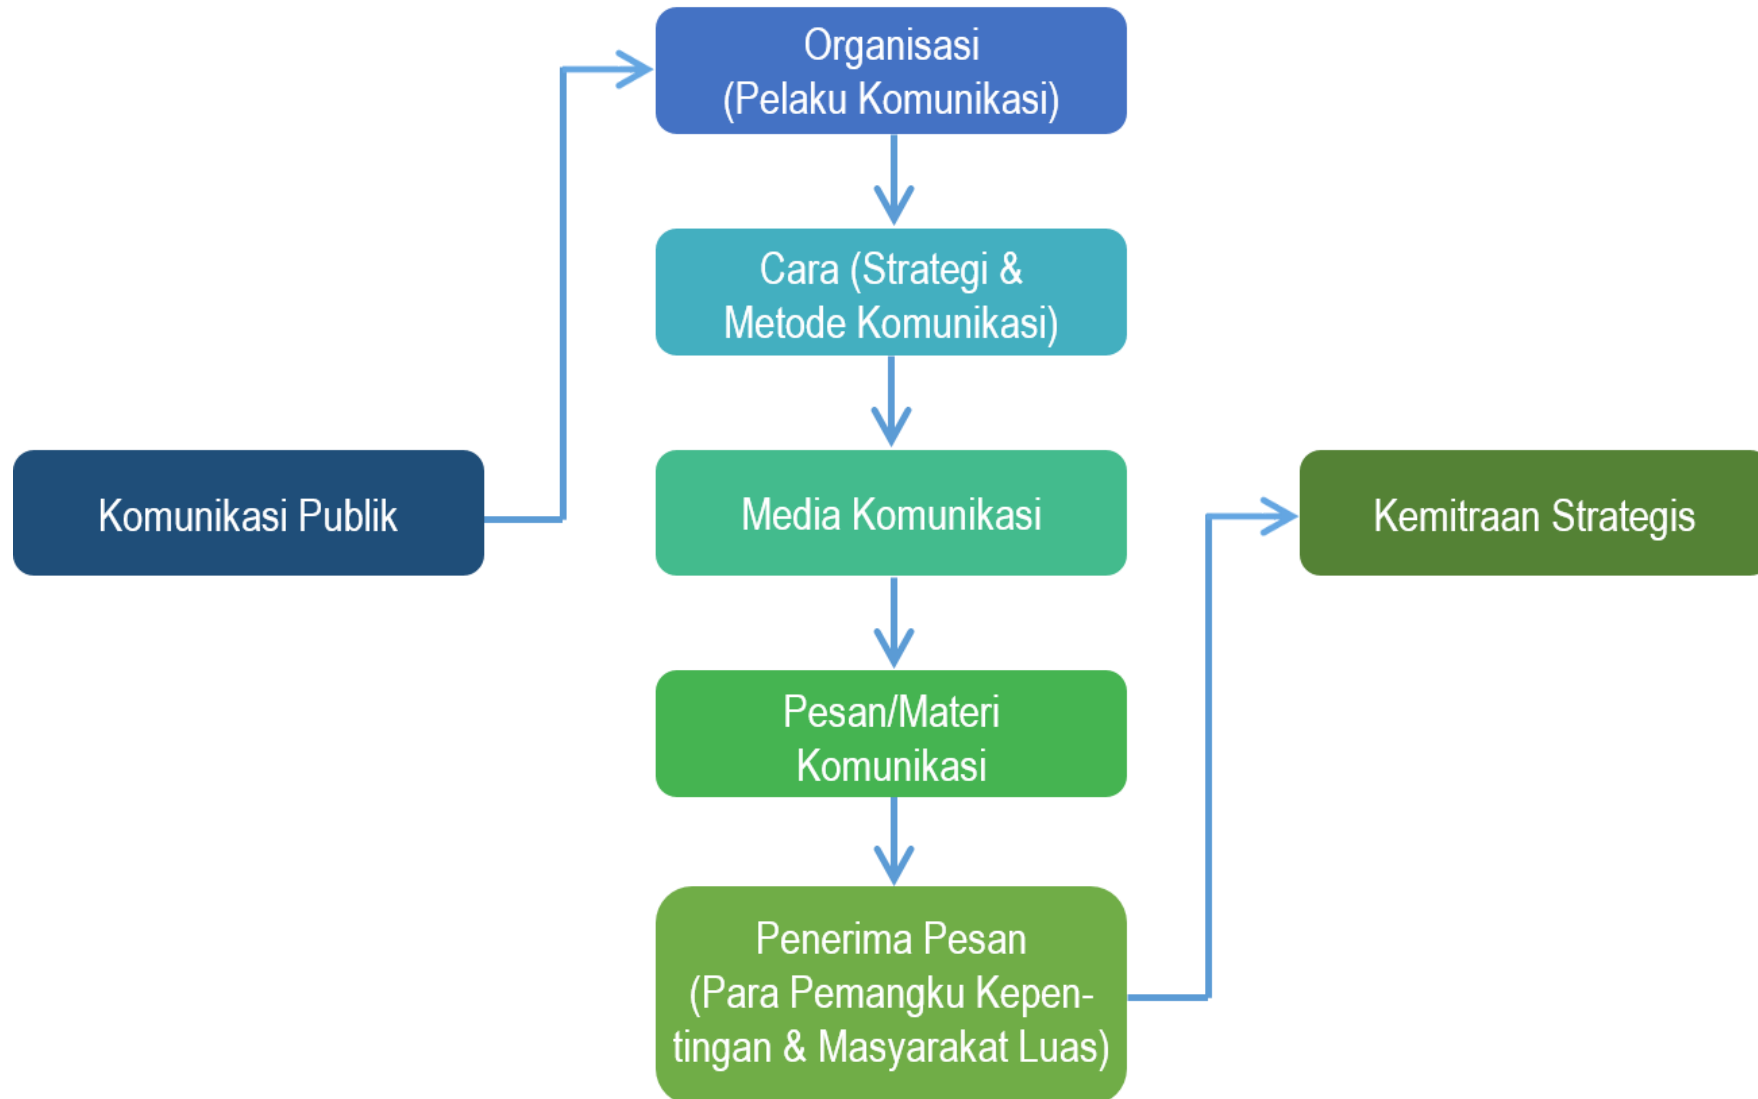 Komunikasi Publik
Organisasi
(Pelaku Komunikasi)
Cara (Strategi &
Metode Komunikasi)
Media Komunikasi
Pesan/Materi
Komunikasi
Penerima Pesan
(Para Pemangku Kepen-
tingan & Masyarakat Luas)
Kemitraan Strategis